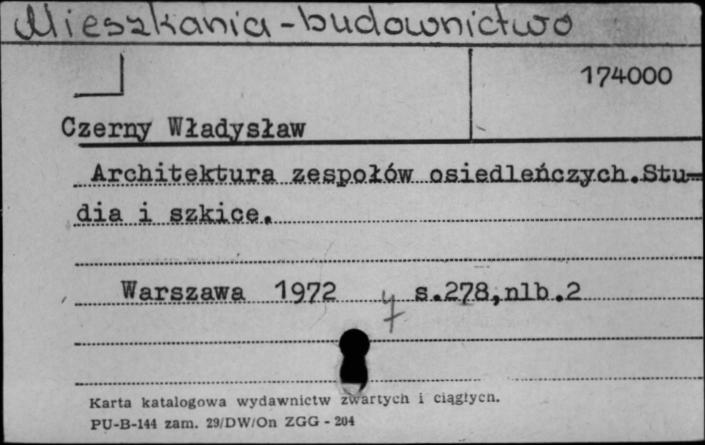 Mieszkania-budownictwo
174000
Czerny Władysław
Architektura zespołów osiedleńczych.Stu=
dia i szkice.
Warszawa 1972 s.278,nlb.2
Karta katalogowa wydawnictw zwartych i ciągłych.
PU-B-144 zam. 29/DW/On ZGG - 204